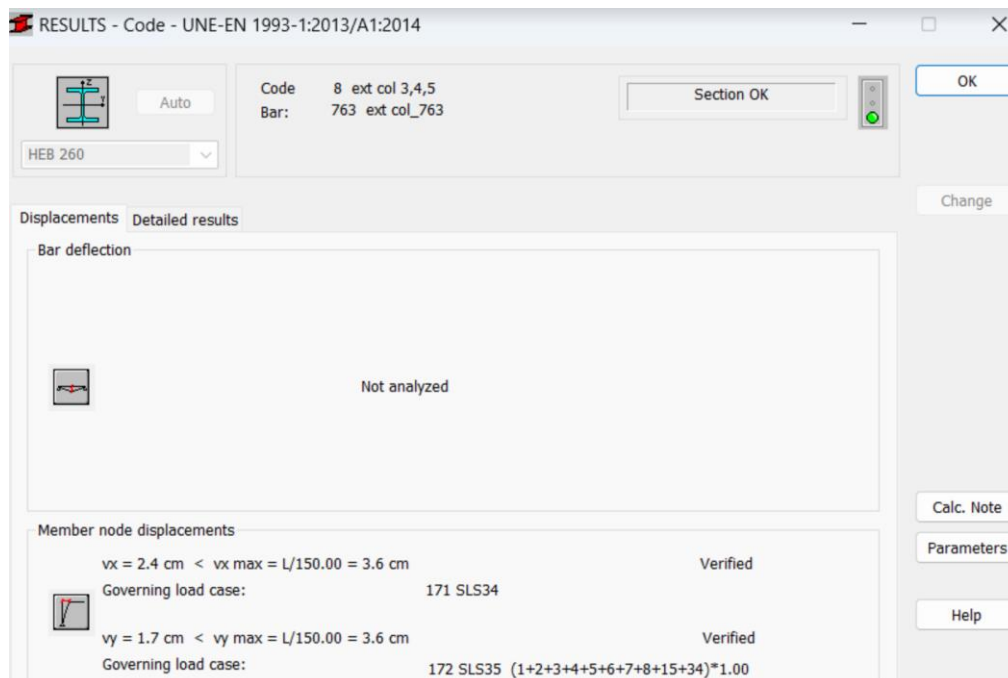 RESULTS - Code - UNE-EN 1993-1:2013/A1:2014
Auto
HEB 260
Code 8 ext col 3,4,5
Bar: 763 ext col_763
Section OK
OK
Change
Displacements Detailed results
Bar deflection
Not analyzed
Member node displacements
vx = 2.4 cm < vx max = L/150.00 = 3.6 cm Verified
Governing load case: 171 SLS34
vy = 1.7 cm < vy max = L/150.00 = 3.6 cm Verified
Governing load case: 172 SLS35 (1+2+3+4+5+6+7+8+15+34)*1.00
Calc. Note
Parameters
Help